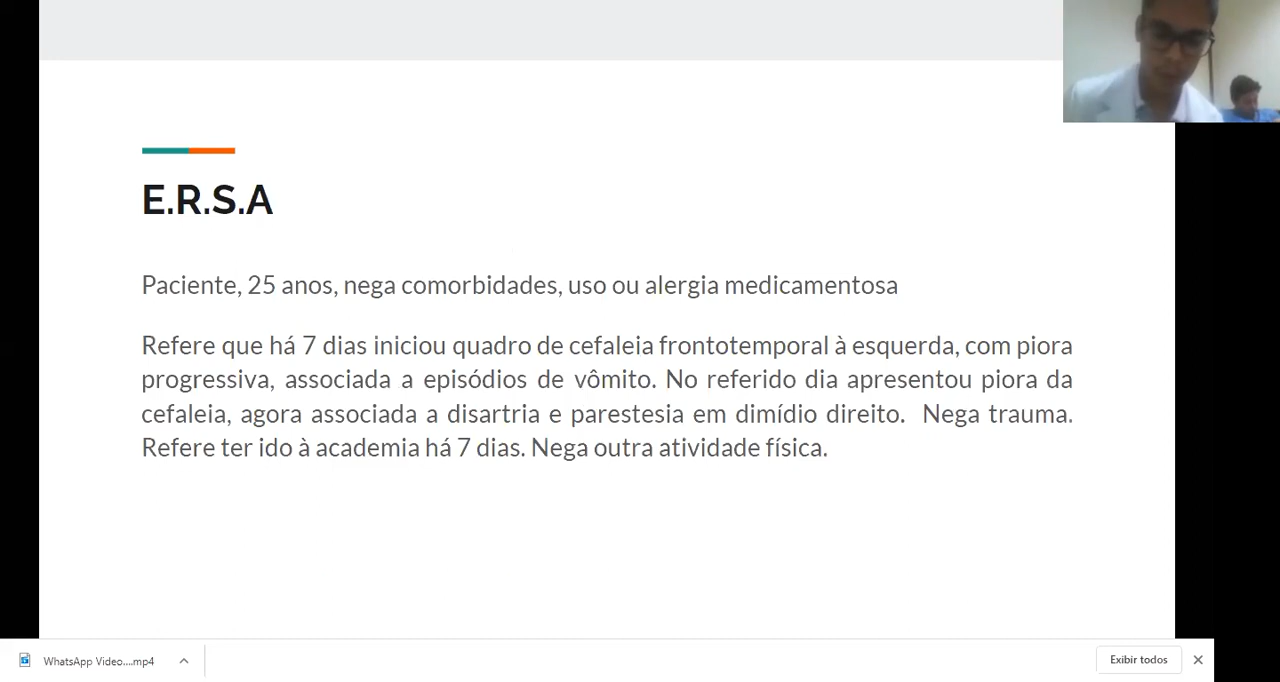 E.R.S.A
Paciente, 25 anos, nega comorbidades, uso ou alergia medicamentosa
Refere que há 7 dias iniciou quadro de cefaleia frontotemporal à esquerda, com piora
progressiva, associada a episódios de vômito. No referido dia apresentou piora da
cefaleia, agora associada a disartria e parestesia em dimídio direito. Nega trauma.
Refere ter ido à academia há 7 dias. Nega outra atividade física.
WhatsApp Video....mp4
Exibir todos